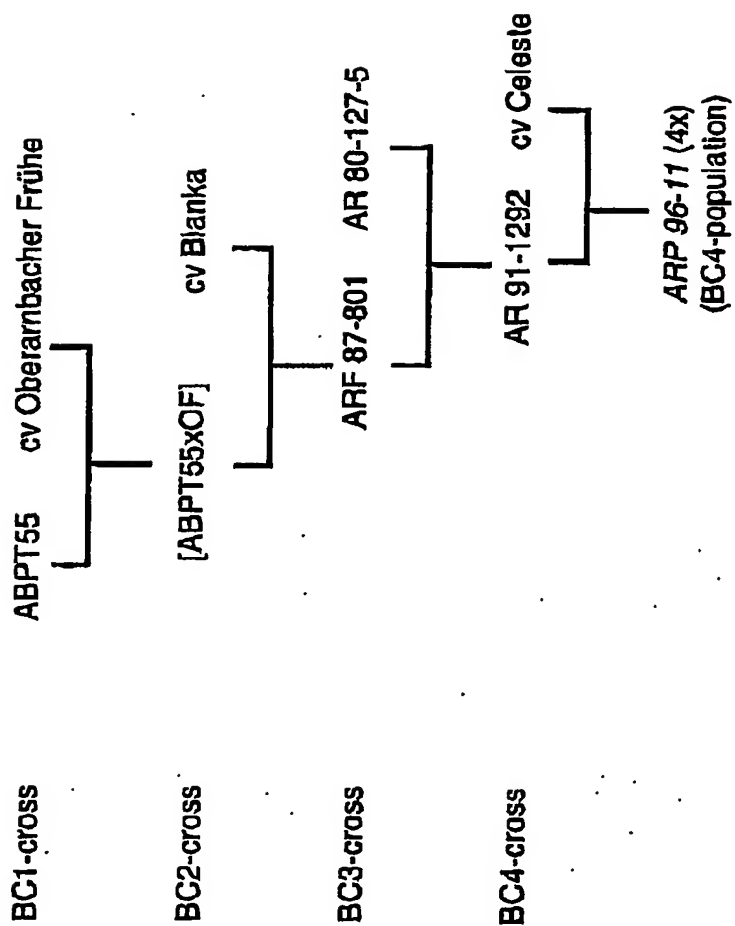 BC1-cross ABPT55 cv Oberarnbacher Frühe
BC2-cross [ABPT55xOF] cv Blanka
BC3-cross ARF 87-801 AR 80-127-5
BC4-cross AR 91-1292 cv Celeste
ARP 96-11 (4x)
(BC4-population)